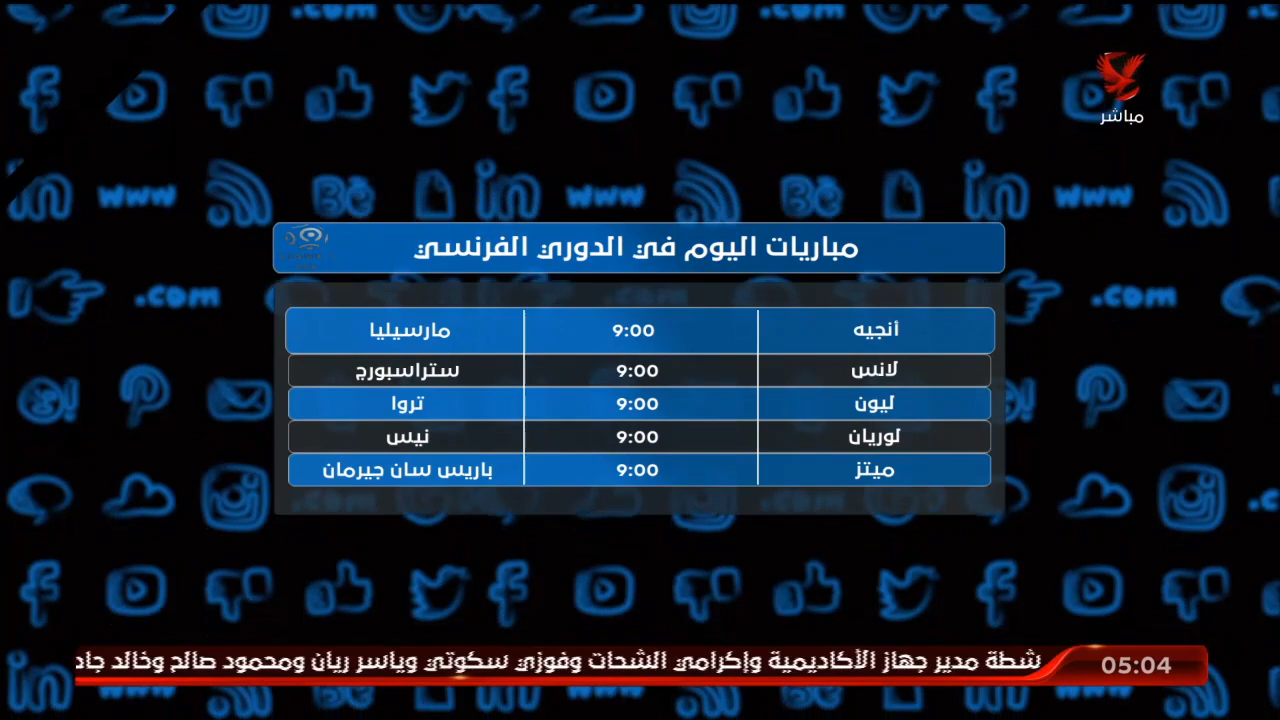 مباشر
مباريات اليوم في الدوري الفرنسي
أنجيه 9:00 مارسيليا
لانس 9:00 ستراسبورج
ليون 9:00 تروا
لوريان 9:00 نيس
ميتز 9:00 باريس سان جيرمان
05:04 شطة مدير جهاز الأكاديمية وإكرامي الشحات وفوزي سكوتي وياسر ريان ومحمود صالح وخالد جاد